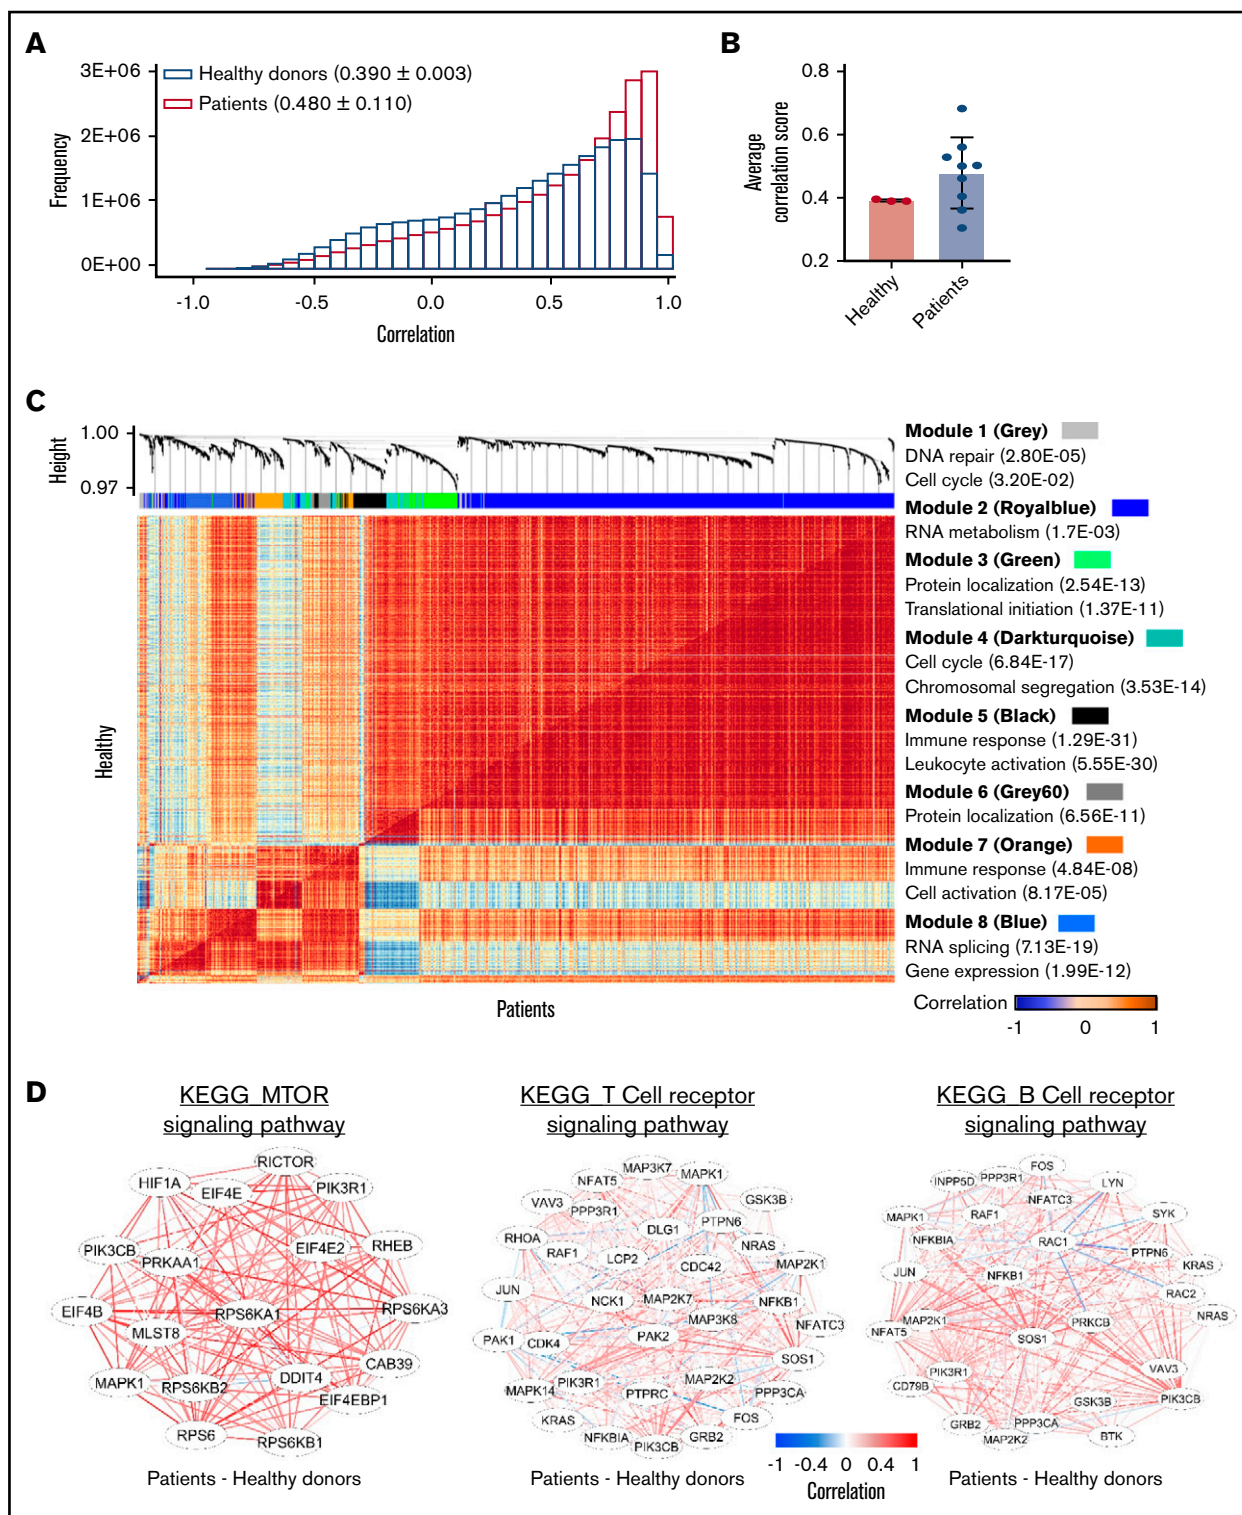 A
3E+06
2E+06
1E+06
0E+00
Frequency
Healthy donors (0.390 ± 0.003)
Patients (0.480 ± 0.110)
-1.0
-0.5
0.0
0.5
1.0
Correlation
B
0.8
0.6
0.4
0.2
Average
correlation score
Healthy
Patients
C
Height
1.00
0.97
Healthy
Patients
Module 1 (Grey)
DNA repair (2.80E-05)
Cell cycle (3.20E-02)
Module 2 (Royalblue)
RNA metabolism (1.7E-03)
Module 3 (Green)
Protein localization (2.54E-13)
Translational initiation (1.37E-11)
Module 4 (Darkturquoise)
Cell cycle (6.84E-17)
Chromosomal segregation (3.53E-14)
Module 5 (Black)
Immune response (1.29E-31)
Leukocyte activation (5.55E-30)
Module 6 (Grey60)
Protein localization (6.56E-11)
Module 7 (Orange)
Immune response (4.84E-08)
Cell activation (8.17E-05)
Module 8 (Blue)
RNA splicing (7.13E-19)
Gene expression (1.99E-12)
Correlation
-1 0 1
D
KEGG_MTOR
signaling pathway
RICTOR
HIF1A
EIF4E
PIK3R1
PIK3CB
PRKAA1
EIF4E2
RHEB
EIF4B
RPS6KA1
RPS6KA3
MLST8
CAB39
MAPK1
RPS6KB2
DDIT4
EIF4EBP1
RPS6
RPS6KB1
Patients - Healthy donors
KEGG_T Cell receptor
signaling pathway
MAP3K7
MAPK1
NFAT5
GSK3B
VAV3
PPP3R1
DLG1
PTPN6
RHOA
RAF1
LCP2
NRAS
CDC42
MAP2K1
JUN
NCK1
MAP2K7
NFKB1
MAP3K8
NFATC3
PAK1
CDK4
PAK2
SOS1
MAPK14
PIK3R1
PTPRC
MAP2K2
PPP3CA
KRAS
NFKBIA
PIK3CB
GRB2
FOS
Patients - Healthy donors
KEGG_B Cell receptor
signaling pathway
FOS
INPP5D
PPP3R1
NFATC3
LYN
MAPK1
RAF1
SYK
NFKBIA
RAC1
PTPN6
KRAS
JUN
NFKB1
RAC2
NRAS
NFAT5
MAP2K1
SOS1
PRKCB
VAV3
PIK3R1
CD79B
PIK3CB
GSK3B
GRB2
PPP3CA
MAP2K2
BTK
Patients - Healthy donors
-1 -0.4 0 0.4 1
Correlation